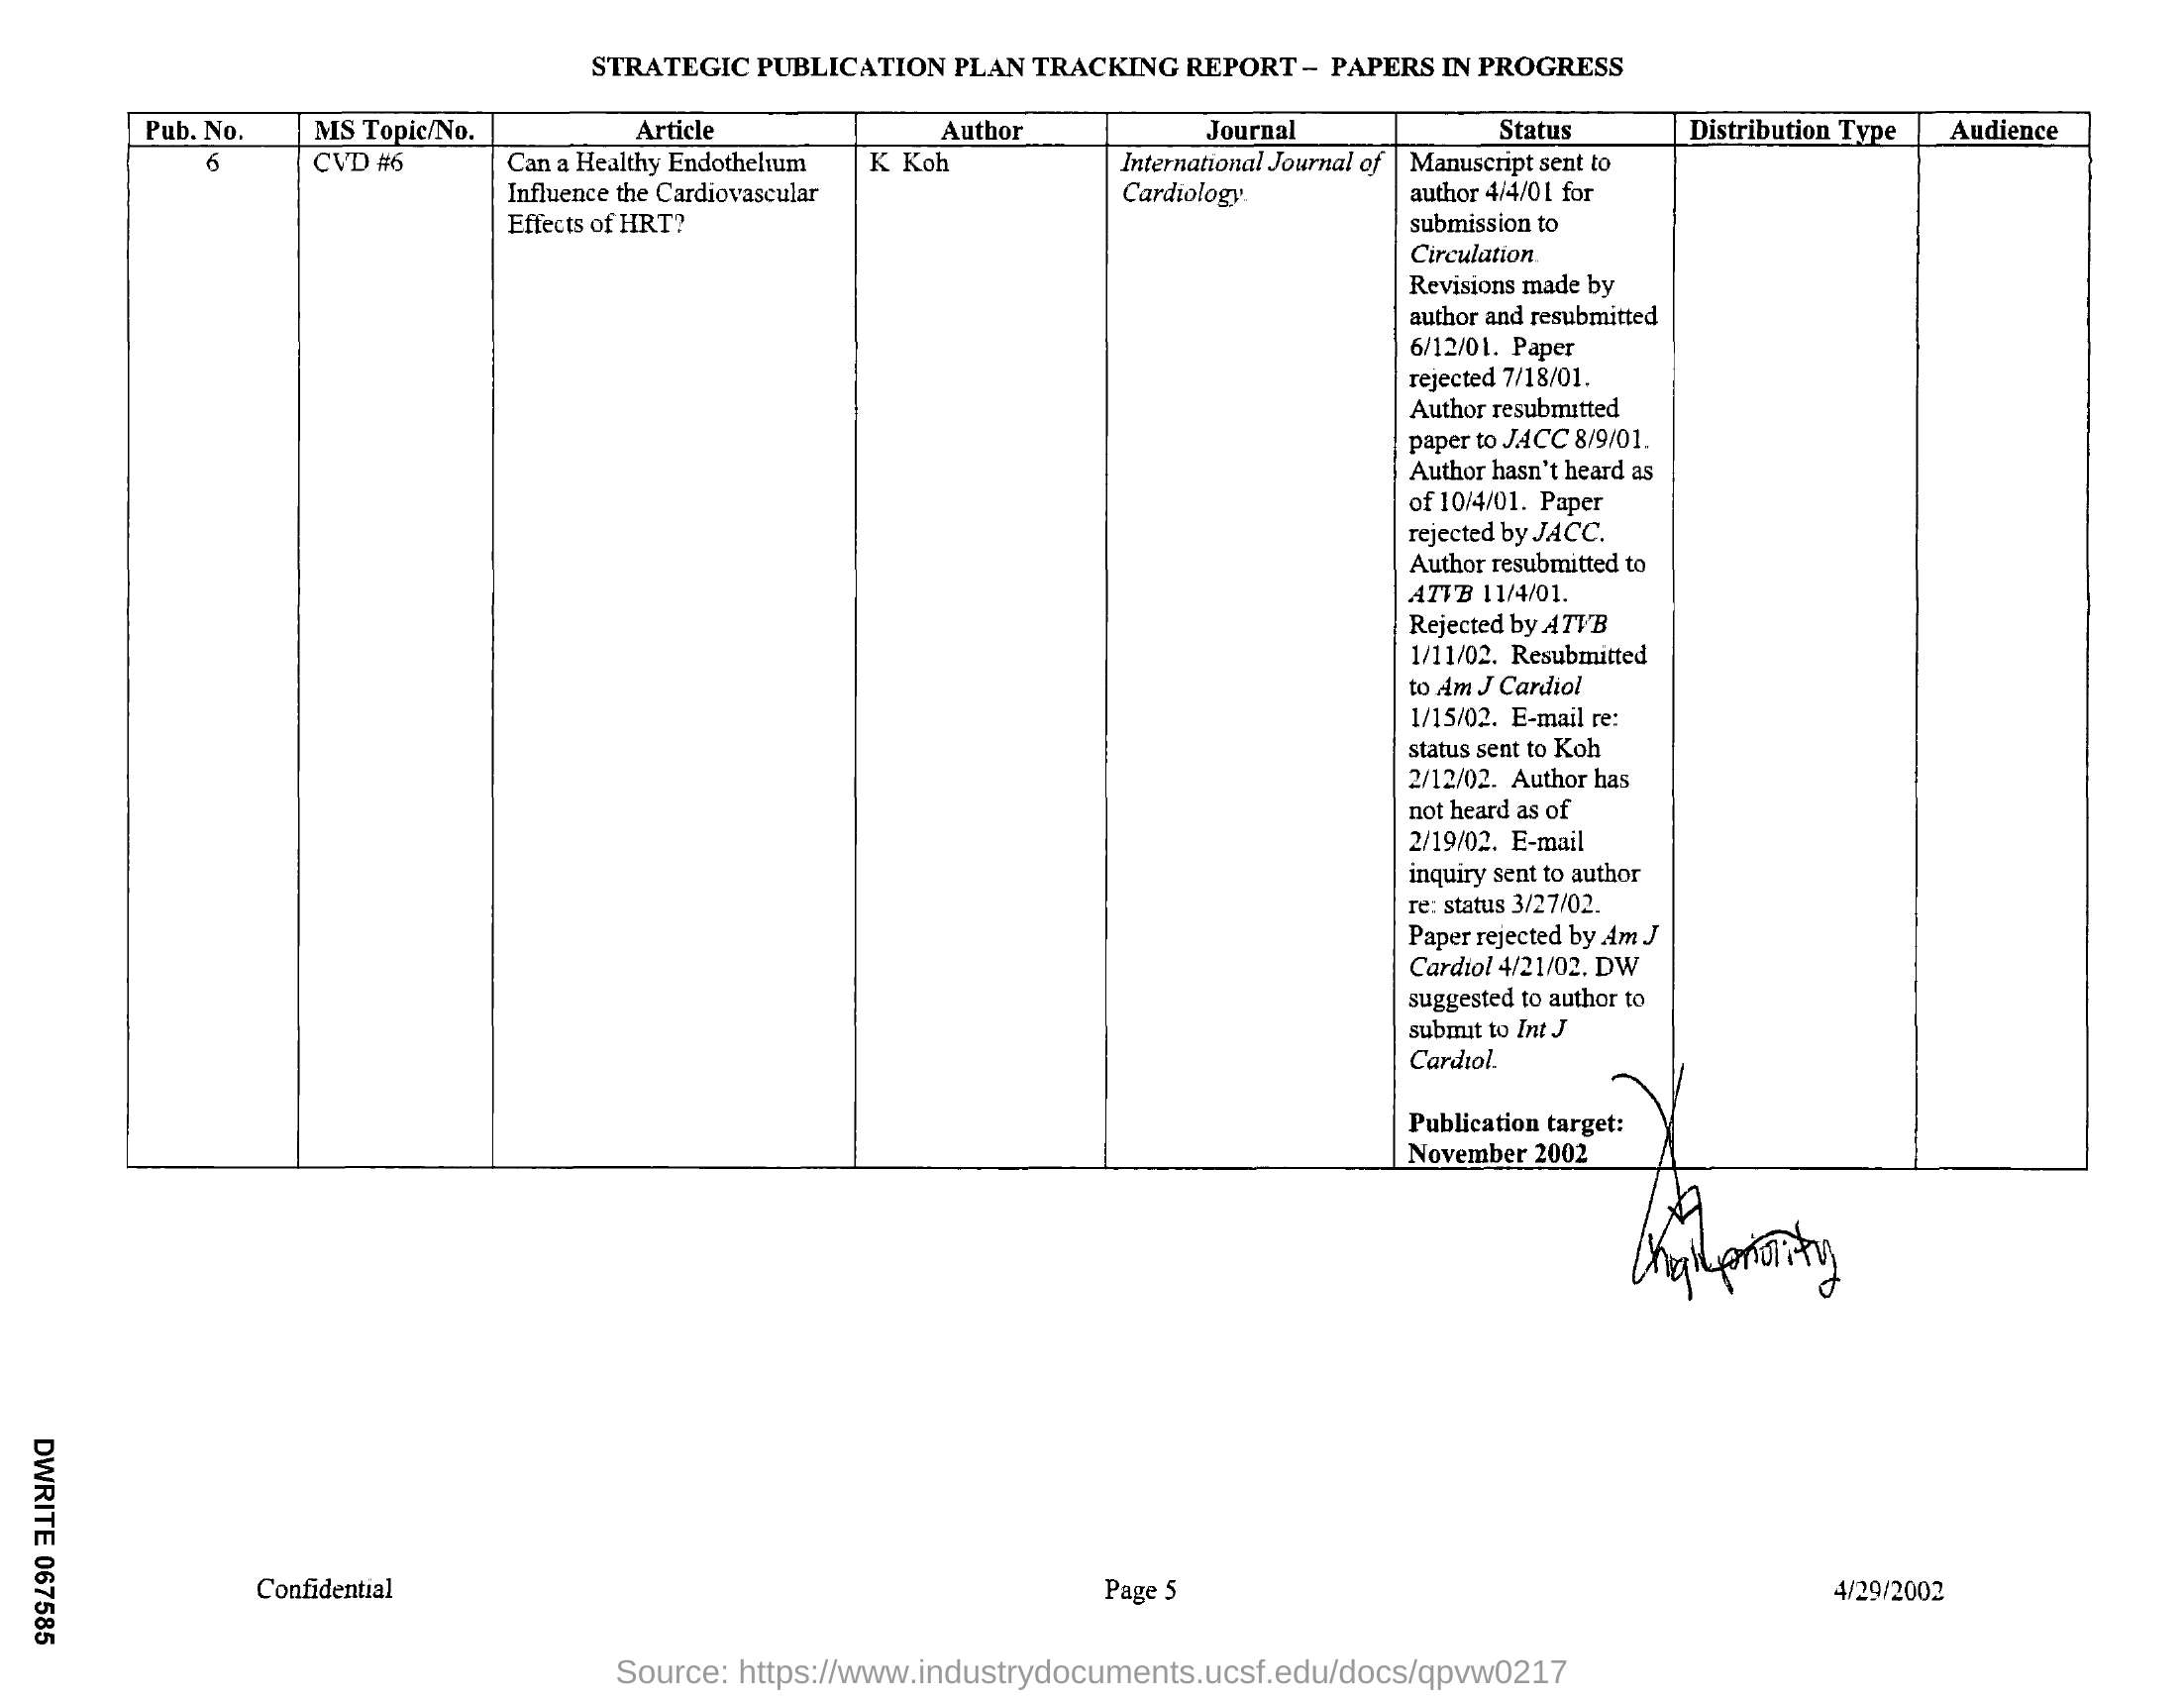 STRATEGIC PUBLICATION PLAN TRACKING REPORT – PAPERS IN PROGRESS
Pub. No. MS Topic/No. Article Author Journal Status Distribution Type Audience
6
CVD #6
Can a Healthy Endothelium
Influence the Cardiovascular
Effects of HRT?
K Koh
International Journal of
Cardiology.
Manuscript sent to
author 4/4/01 for
submission to
Circulation.
Revisions made by
author and resubmitted
6/12/01. Paper
rejected 7/18/01.
Author resubmitted
paper to JACC 8/9/01.
Author hasn't heard as
of 10/4/01. Paper
rejected by JACC.
Author resubmitted to
ATVB 11/4/01.
Rejected by ATVB
1/11/02. Resubmitted
to Am J Cardiol
1/15/02. E-mail re:
status sent to Koh
2/12/02. Author has
not heard as of
2/19/02. E-mail
inquiry sent to author
re: status 3/27/02.
Paper rejected by Am J
Cardiol 4/21/02. DW
suggested to author to
submit to Int J
Cardiol.
Publication target:
November 2002
high priority
DWRITE 067585
Confidential
Page 5
4/29/2002
Source: https://www.industrydocuments.ucsf.edu/docs/qpvw0217